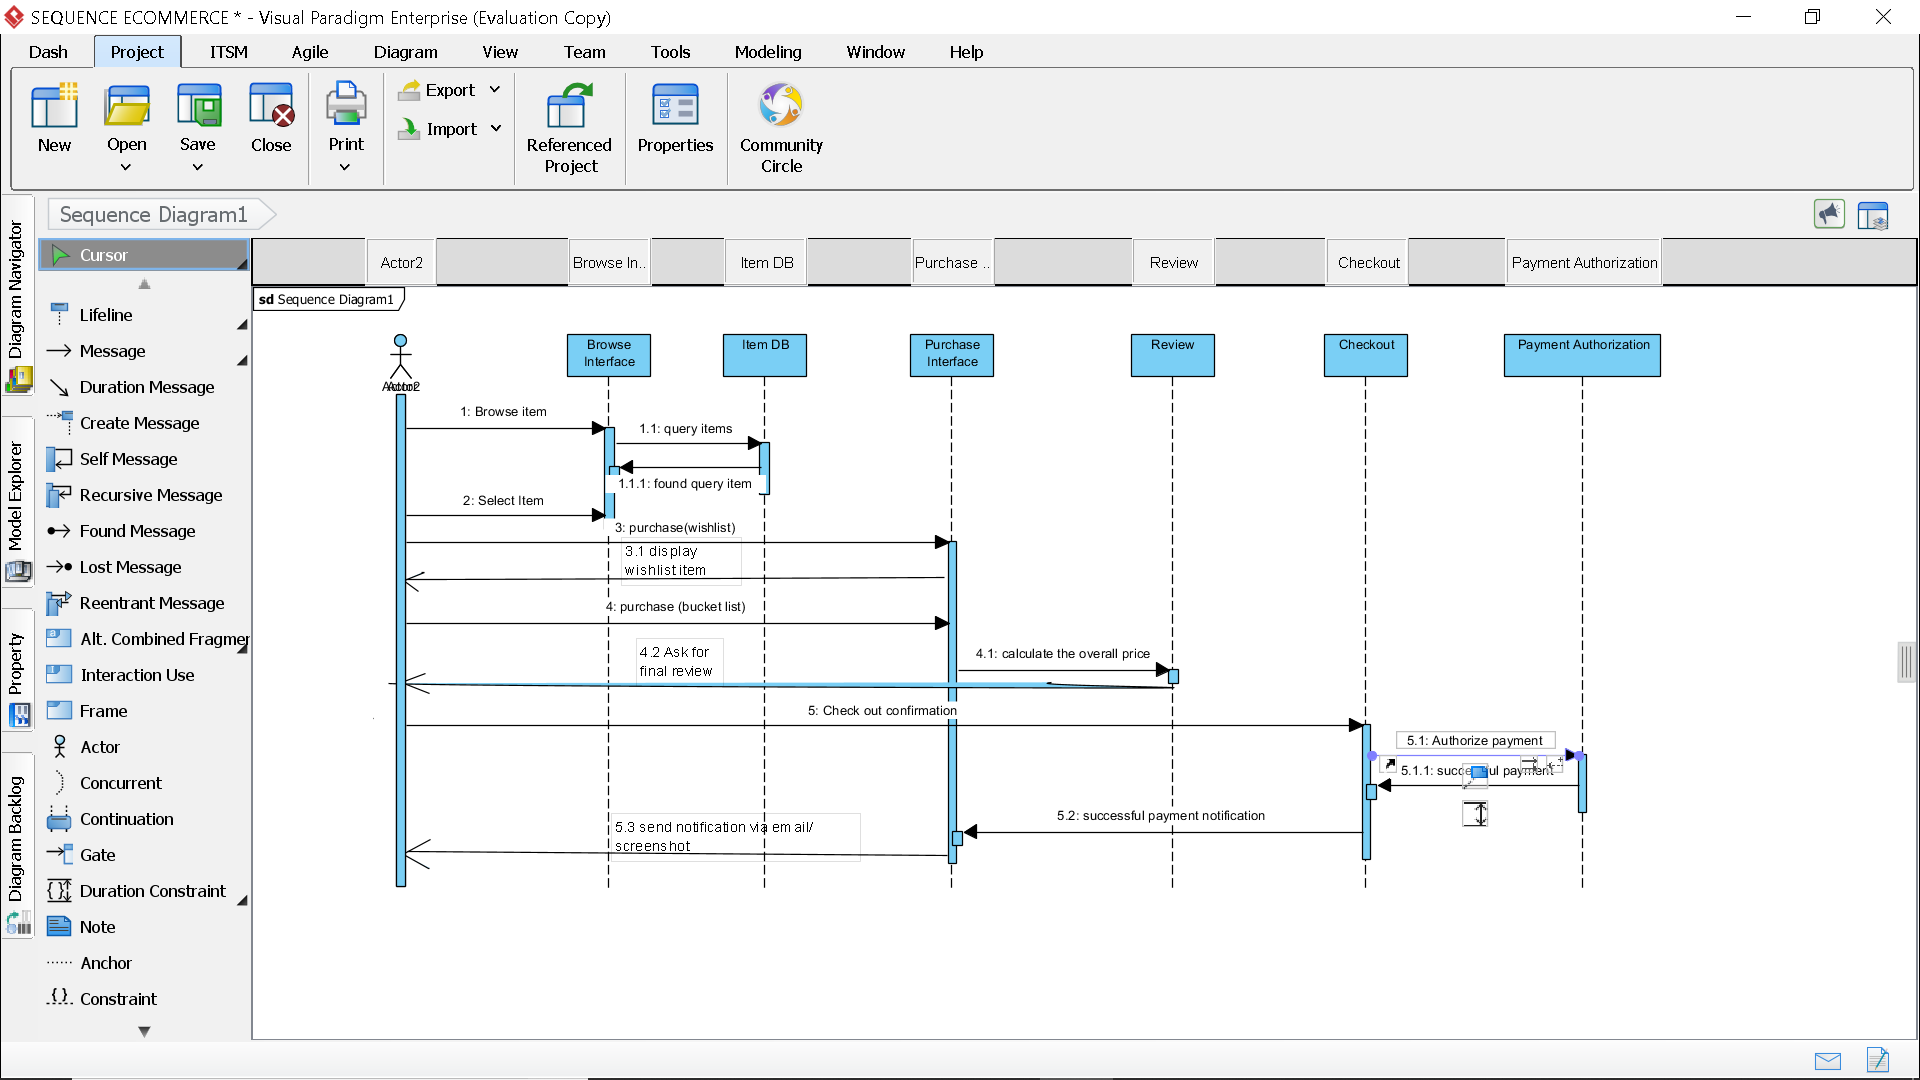 SEQUENCE ECOMMERCE * - Visual Paradigm Enterprise (Evaluation Copy)
Dash Project ITSM Agile Diagram View Team Tools Modeling Window Help
New
Open
Save
Close
Print
Export
Import
Referenced
Project
Properties
Community
Circle
Sequence Diagram1
Diagram Navigator
Model Explorer
Property
Diagram Backlog
Cursor
Lifeline
Message
Duration Message
Create Message
Self Message
Recursive Message
Found Message
Lost Message
Reentrant Message
Alt. Combined Fragmer
Interaction Use
Frame
Actor
Concurrent
Continuation
Gate
Duration Constraint
Note
Anchor
Constraint
Actor2 Browse In.. Item DB Purchase .. Review Checkout Payment Authorization
sd Sequence Diagram1
Actor2
Browse
Interface
Item DB
Purchase
Interface
Review
Checkout
Payment Authorization
1: Browse item
1.1: query items
1.1.1: found query item
2: Select Item
3: purchase(wishlist)
3.1 display
wishlist item
4: purchase (bucket list)
4.2 Ask for
final review
4.1: calculate the overall price
5: Check out confirmation
5.1: Authorize payment
5.1.1: successful payment
5.2: successful payment notification
5.3 send notification via email/
screenshot